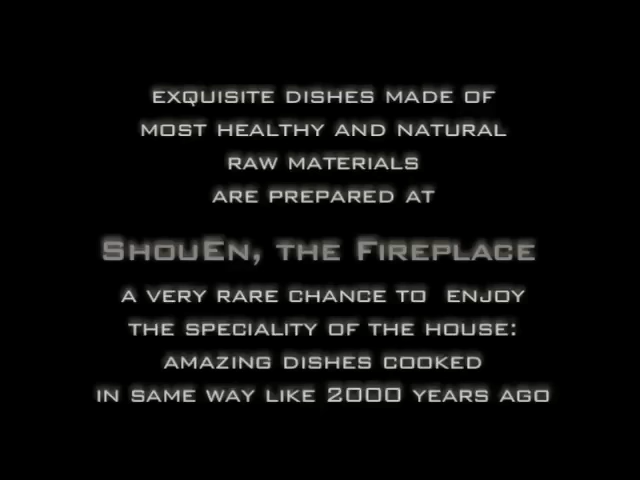 EXQUISITE DISHES MADE OF
MOST HEALTHY AND NATURAL
RAW MATERIALS
ARE PREPARED AT
SHOUEN, THE FIREPLACE
A VERY RARE CHANCE TO ENJOY
THE SPECIALITY OF THE HOUSE:
AMAZING DISHES COOKED
IN SAME WAY LIKE 2000 YEARS AGO